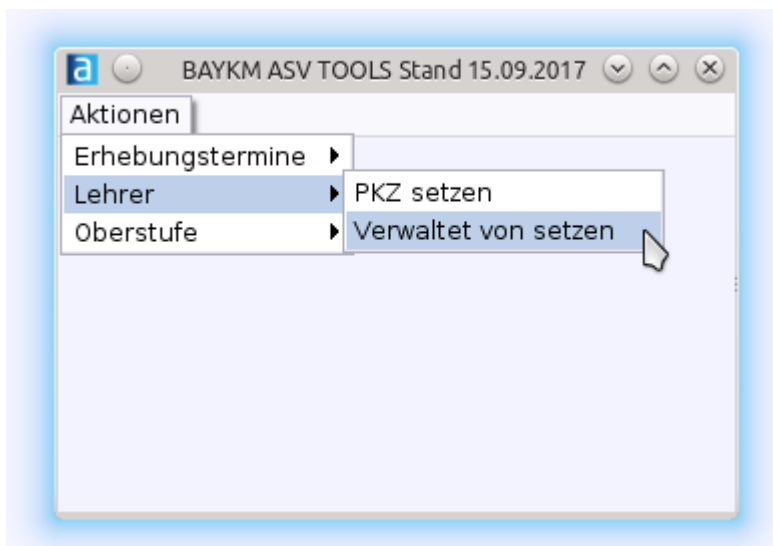 a BAYKM ASV TOOLS Stand 15.09.2017
Aktionen
Erhebungstermine
Lehrer
PKZ setzen
Oberstufe
Verwaltet von setzen